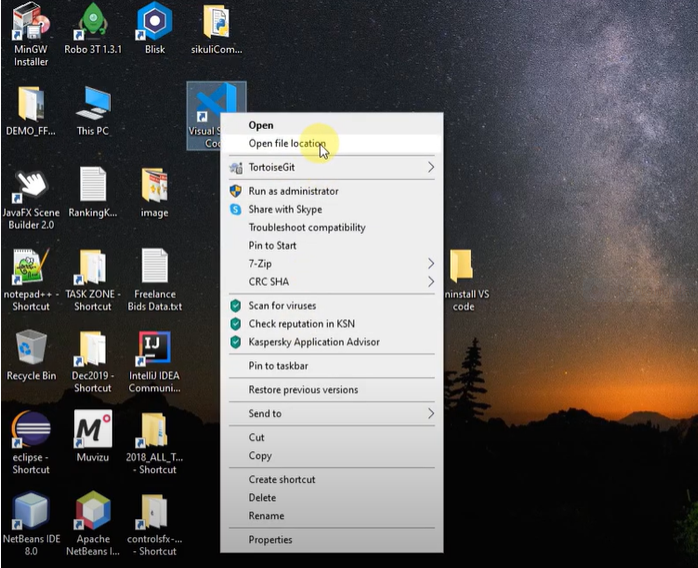 MinGW
Installer
Robo 3T 1.3.1
Blisk
sikuliCom...
DEMO_FF...
This PC
Visual S
Co
JavaFX Scene
Builder 2.0
RankingK...
image
notepad++ -
Shortcut
TASK ZONE -
Shortcut
Freelance
Bids Data.txt
Recycle Bin
Dec2019 -
Shortcut
IJ
IntelliJ IDEA
Communi...
eclipse -
Shortcut
M
Muvizu
2018_ALL_T...
- Shortcut
NetBeans IDE
8.0
Apache
NetBeans I...
controlsfx-...
- Shortcut
Open
Open file location
TortoiseGit
Run as administrator
Share with Skype
Troubleshoot compatibility
Pin to Start
7-Zip
CRC SHA
Scan for viruses
Check reputation in KSN
Kaspersky Application Advisor
Pin to taskbar
Restore previous versions
Send to
Cut
Copy
Create shortcut
Delete
Rename
Properties
ninstall VS
code